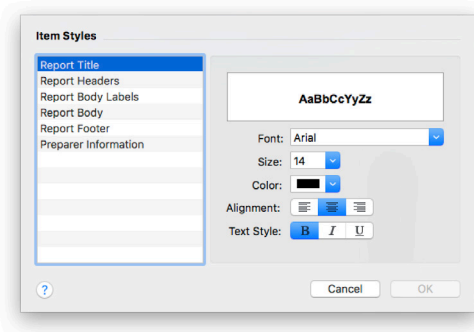 Item Styles
Report Title
Report Headers
Report Body Labels
Report Body
Report Footer
Preparer Information
AaBbCcYyZz
Font: Arial
Size: 14
Color:
Alignment:
Text Style: B I U
? Cancel OK